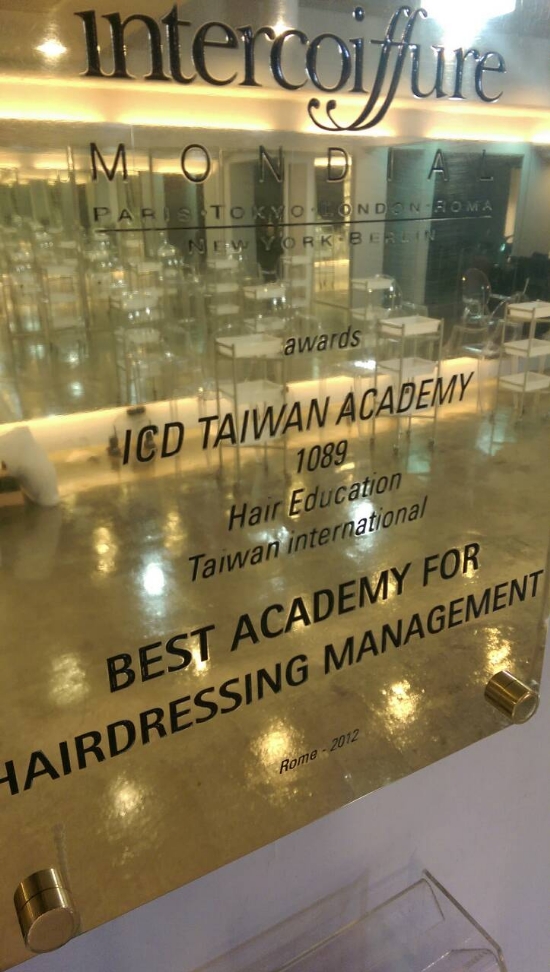 intercoiffure
MONDIAL
PARIS·TOKYO·LONDON·ROMA
NEW YORK·BERLIN
awards
ICD TAIWAN ACADEMY
1089
Hair Education
Taiwan international
BEST ACADEMY FOR
HAIRDRESSING MANAGEMENT
Rome - 2012